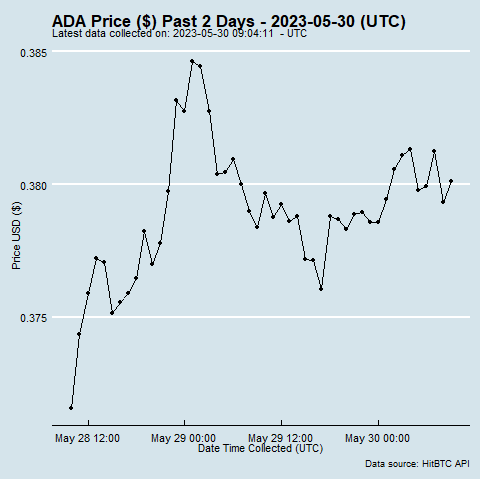 ADA Price ($) Past 2 Days - 2023-05-30 (UTC)
Latest data collected on: 2023-05-30 09:04:11 - UTC
0.385
0.380
0.375
Price USD ($)
May 28 12:00 May 29 00:00 May 29 12:00 May 30 00:00
Date Time Collected (UTC)
Data source: HitBTC API